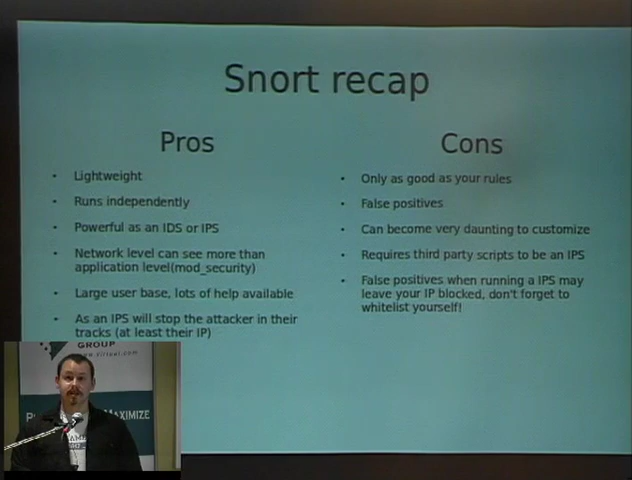 Snort recap
Pros
• Lightweight
• Runs independently
• Powerful as an IDS or IPS
• Network level can see more than
application level(mod_security)
• Large user base, lots of help available
• As an IPS will stop the attacker in their
tracks (at least their IP)
Cons
• Only as good as your rules
• False positives
• Can become very daunting to customize
• Requires third party scripts to be an IPS
• False positives when running a IPS may
leave your IP blocked, don't forget to
whitelist yourself!
GROUP
MAXIMIZE